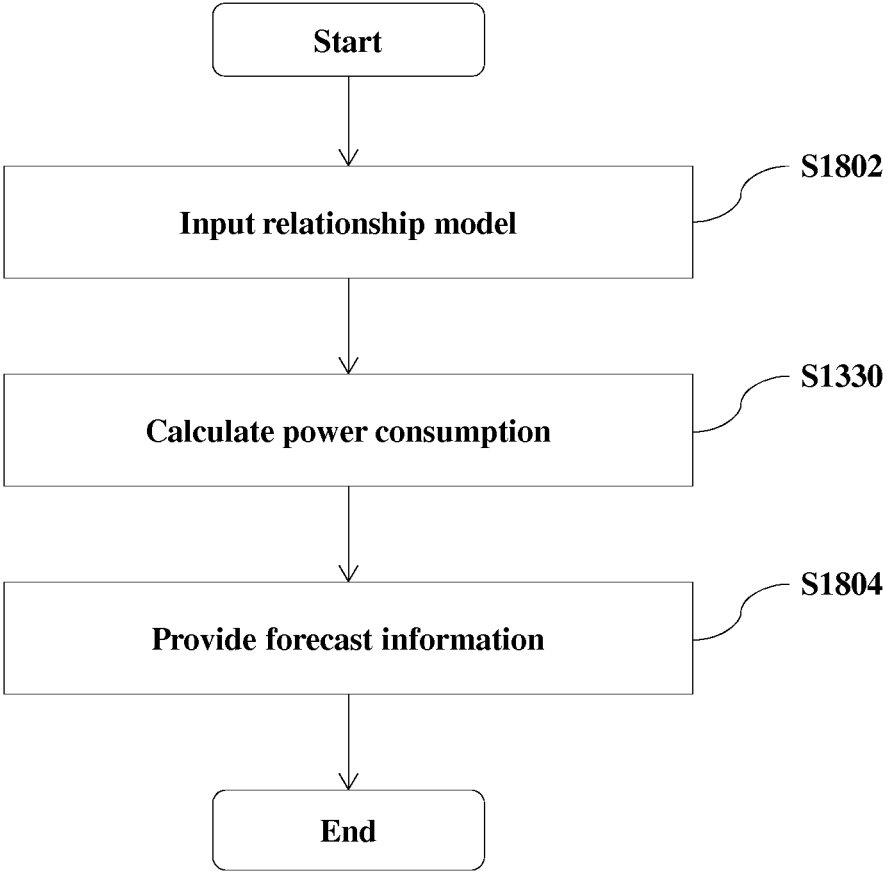 Start
S1802
Input relationship model
S1330
Calculate power consumption
S1804
Provide forecast information
End